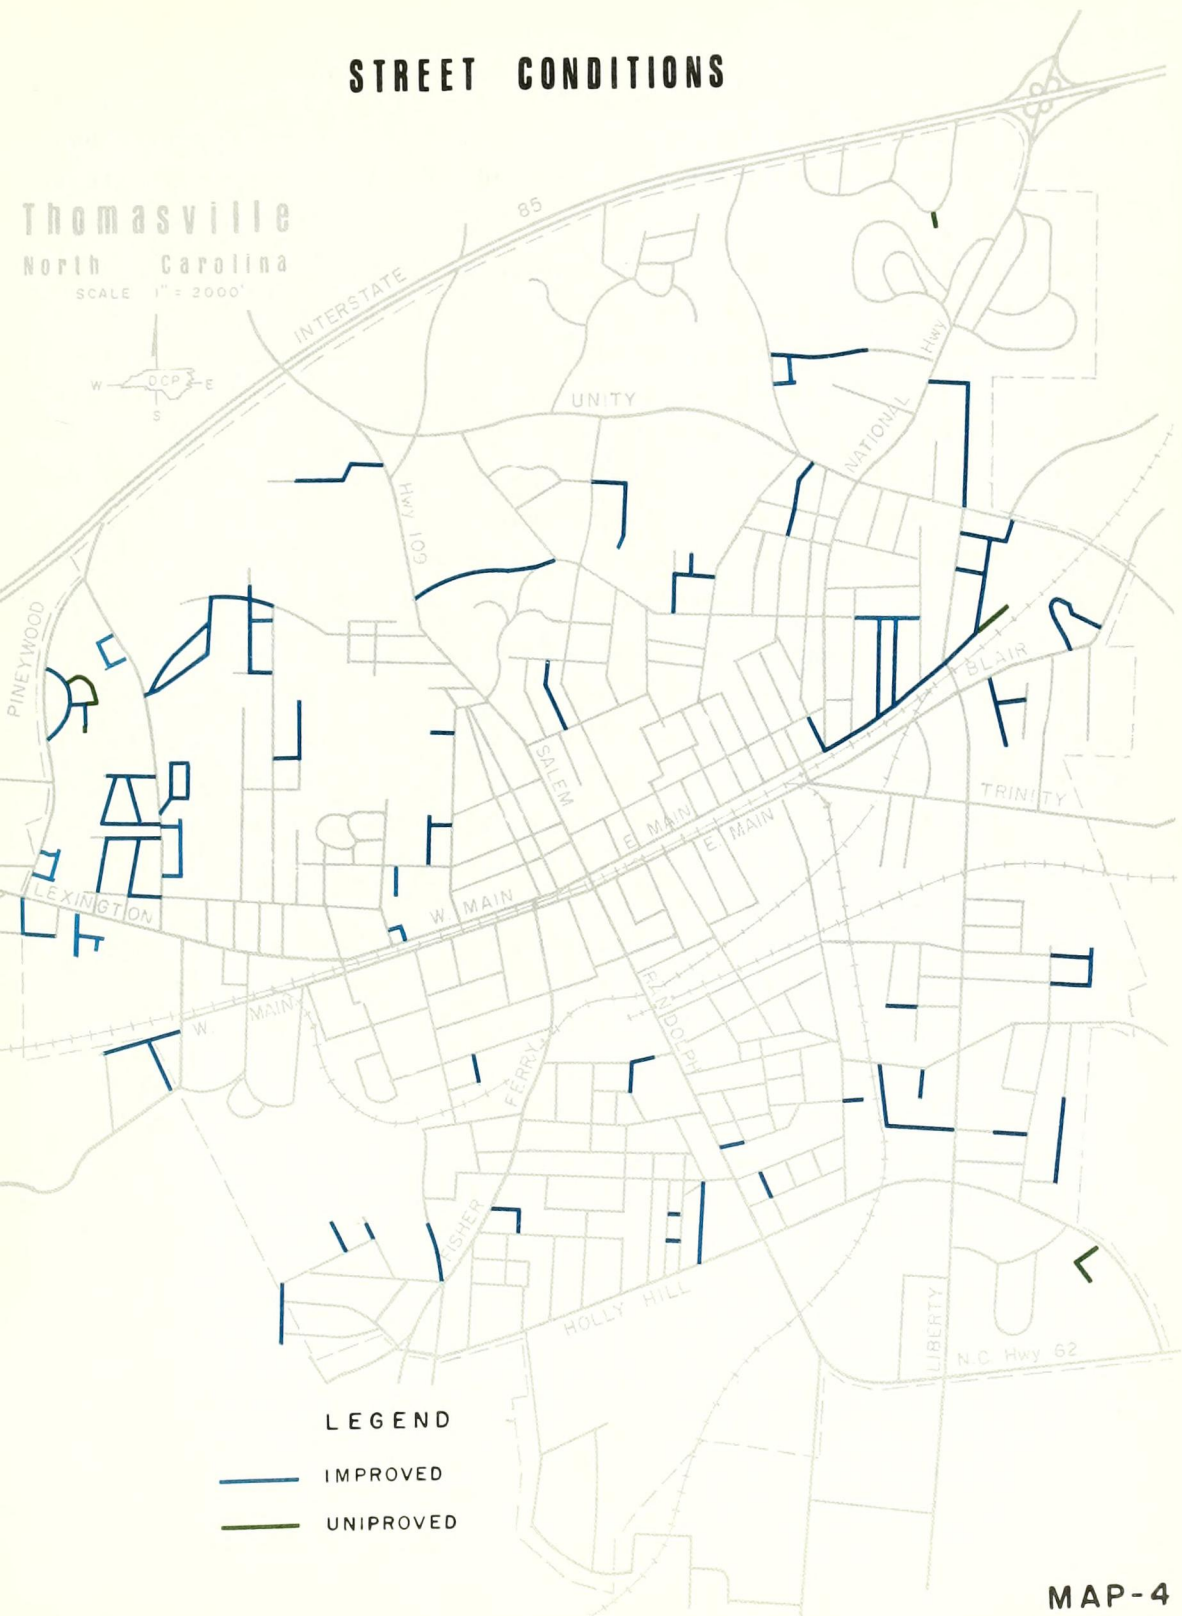 STREET CONDITIONS
Thomasville
North Carolina
SCALE 1" = 2000'
W DCP E
S
INTERSTATE 85
UNITY
NATIONAL Hwy
Hwy 109
PINEYWOOD
BLAIR
SALEM
TRINITY
E. MAIN
E. MAIN
LEXINGTON
W. MAIN
W. MAIN
RANDOLPH
FERRY
FISHER
HOLLY HILL
LIBERTY
N.C. Hwy 62
LEGEND
IMPROVED
UNIPROVED
MAP-4